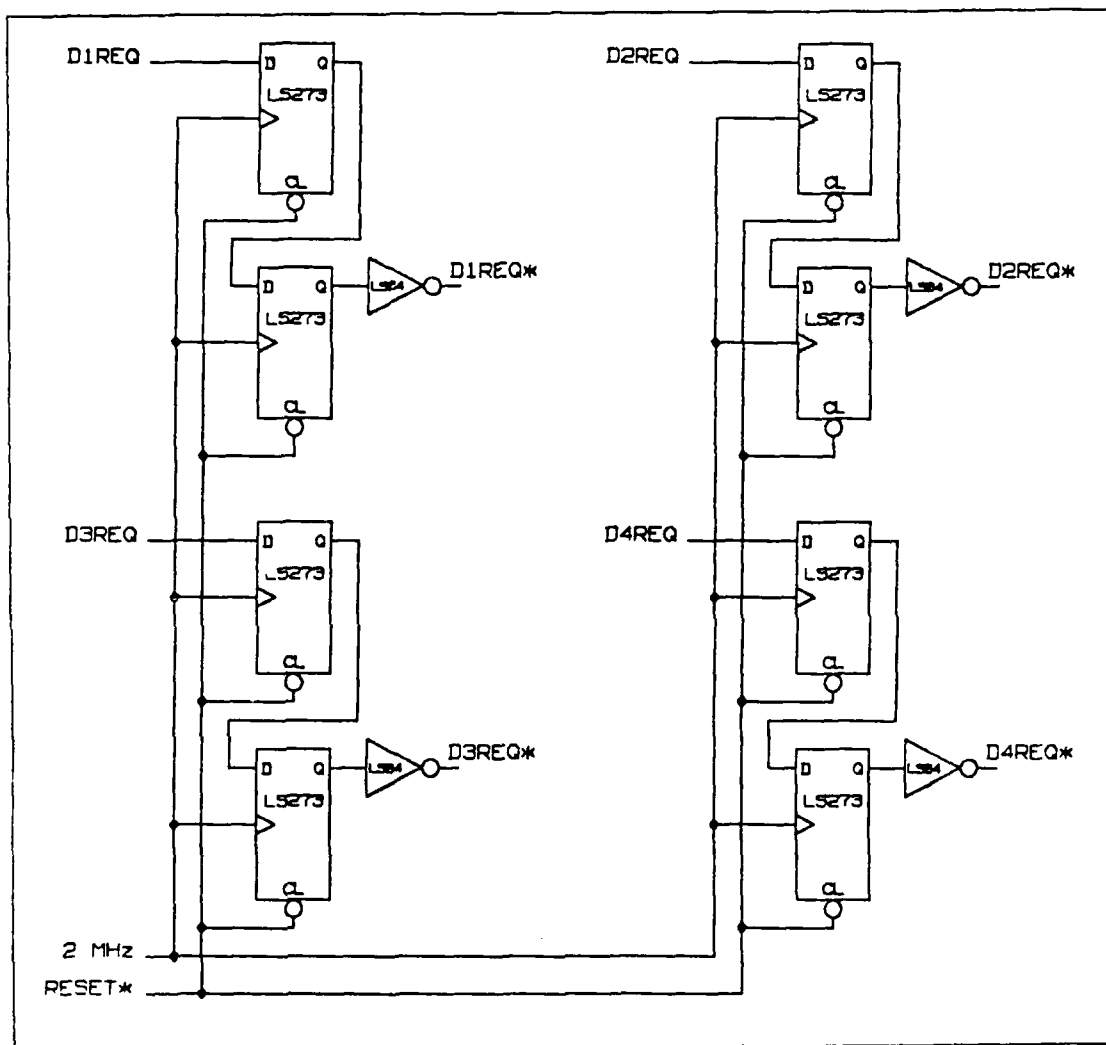 D1REQ
D Q
LS273
CL
D Q
LS273
CL
LS04
D1REQ*
D2REQ
D Q
LS273
CL
D Q
LS273
CL
LS04
D2REQ*
D3REQ
D Q
LS273
CL
D Q
LS273
CL
LS04
D3REQ*
D4REQ
D Q
LS273
CL
D Q
LS273
CL
LS04
D4REQ*
2 MHz
RESET*